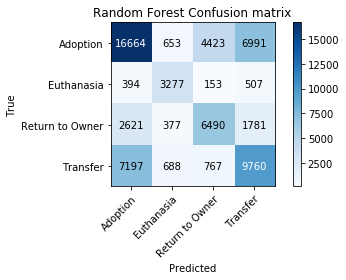 Random Forest Confusion matrix
Adoption 16664 653 4423 6991
Euthanasia 394 3277 153 507
Return to Owner 2621 377 6490 1781
Transfer 7197 688 767 9760
True
Adoption
Euthanasia
Return to Owner
Transfer
Predicted
15000
12500
10000
7500
5000
2500